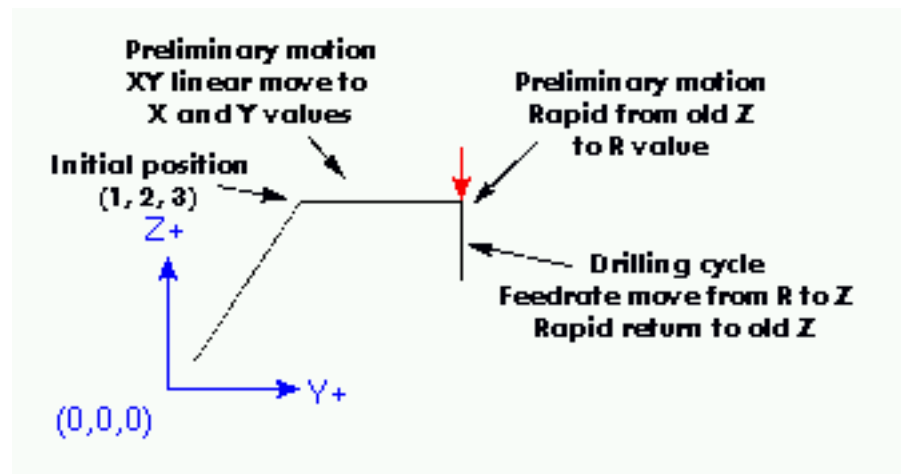 Preliminary motion
XY linear move to
X and Y values
Preliminary motion
Rapid from old Z
to R value
Initial position
(1, 2, 3)
Z+
Drilling cycle
Feedrate move from R to Z
Rapid return to old Z
Y+
(0,0,0)